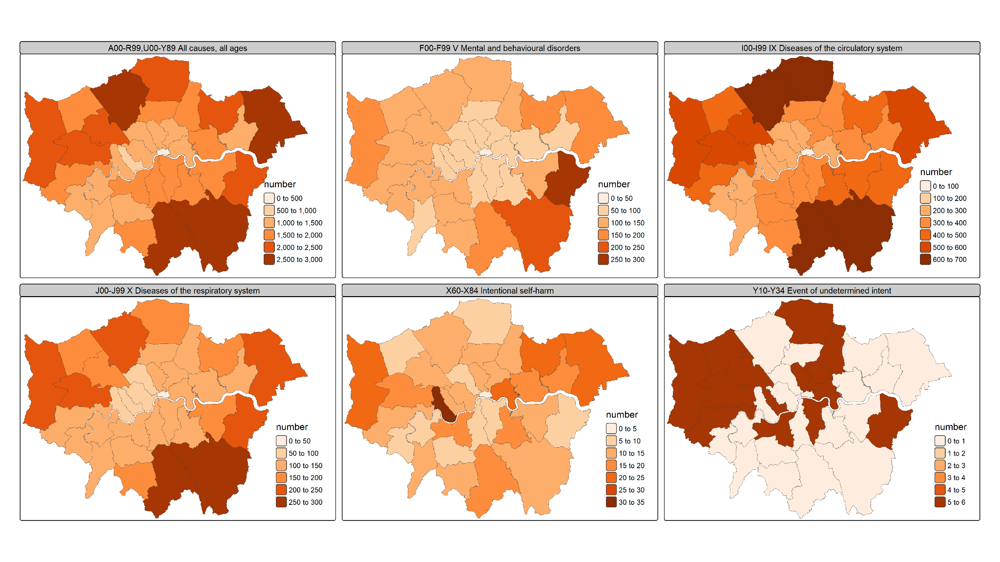 A00-R99,U00-Y89 All causes, all ages
number
0 to 500
500 to 1,000
1,000 to 1,500
1,500 to 2,000
2,000 to 2,500
2,500 to 3,000
F00-F99 V Mental and behavioural disorders
number
0 to 50
50 to 100
100 to 150
150 to 200
200 to 250
250 to 300
I00-I99 IX Diseases of the circulatory system
number
0 to 100
100 to 200
200 to 300
300 to 400
400 to 500
500 to 600
600 to 700
J00-J99 X Diseases of the respiratory system
number
0 to 50
50 to 100
100 to 150
150 to 200
200 to 250
250 to 300
X60-X84 Intentional self-harm
number
0 to 5
5 to 10
10 to 15
15 to 20
20 to 25
25 to 30
30 to 35
Y10-Y34 Event of undetermined intent
number
0 to 1
1 to 2
2 to 3
3 to 4
4 to 5
5 to 6